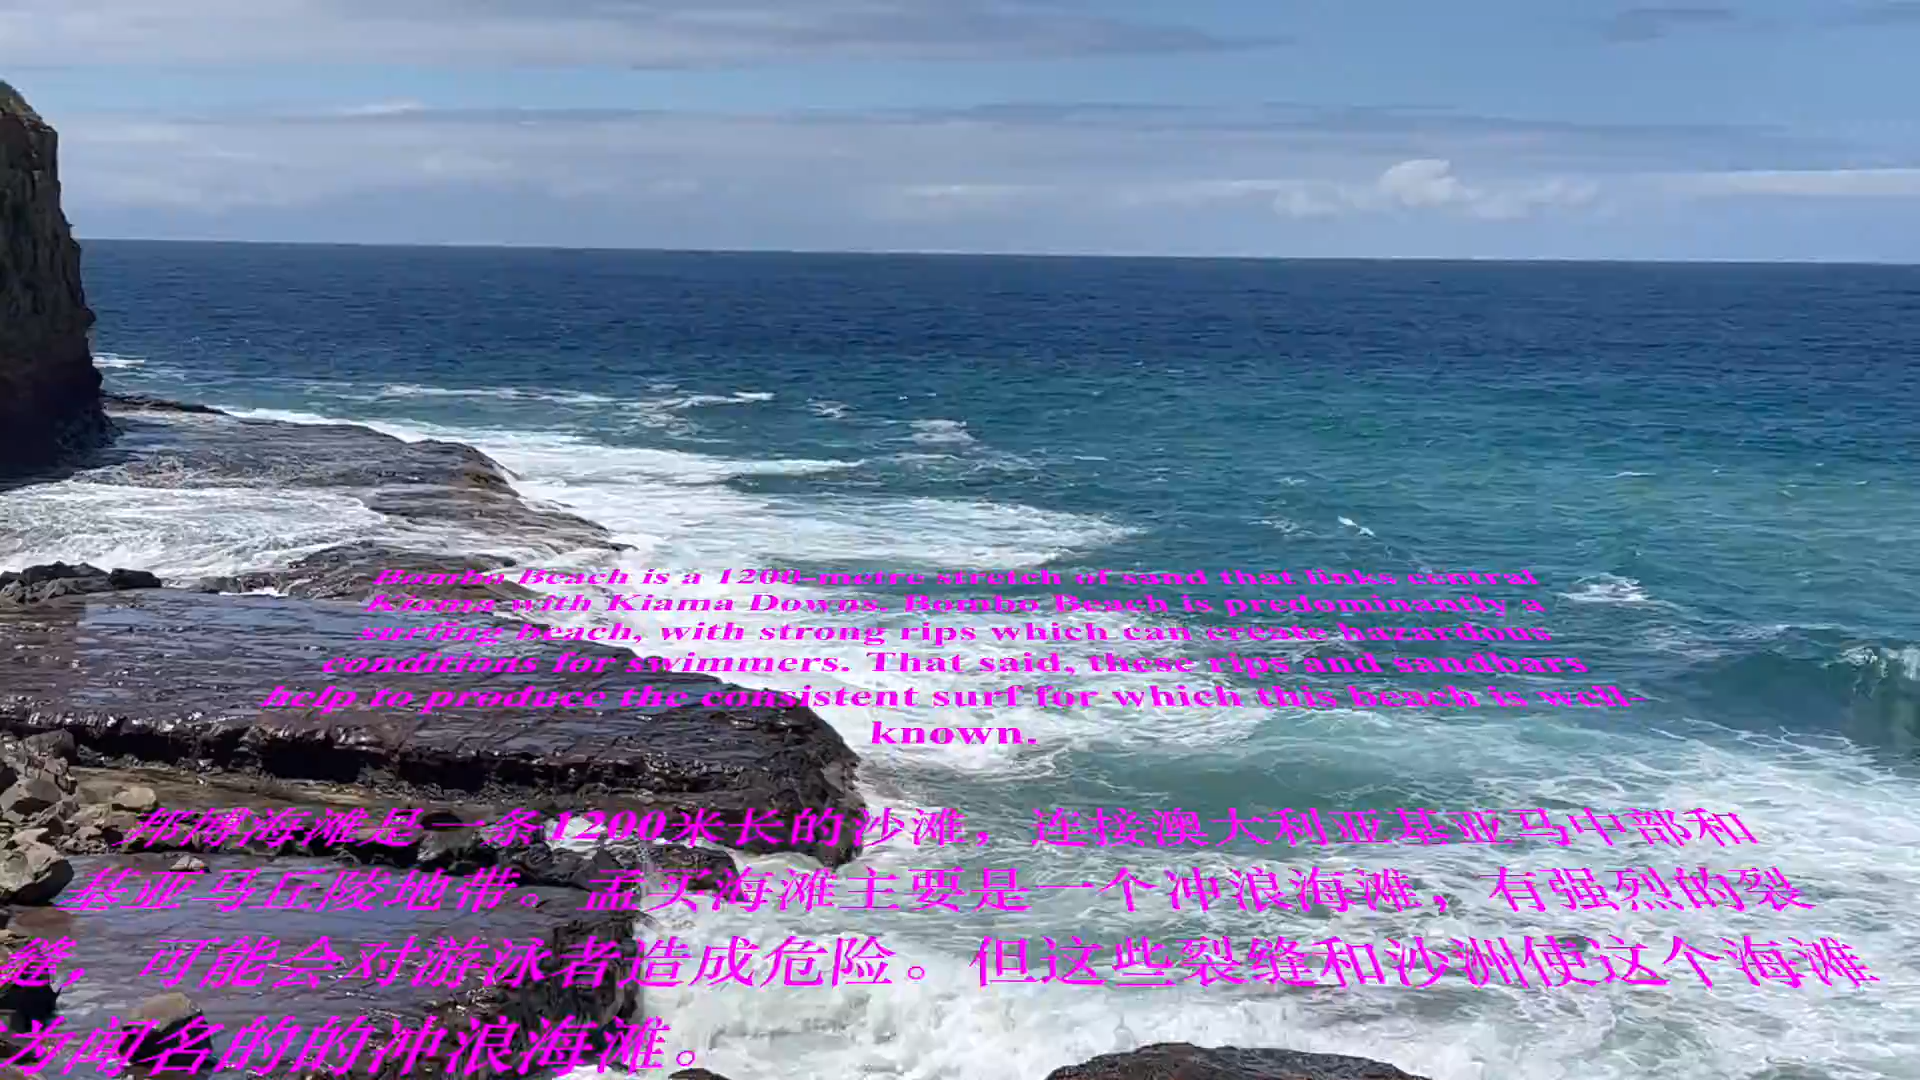 Bombo Beach is a 1200-metre stretch of sand that links central
Kiama with Kiama Downs. Bombo Beach is predominantly a
surfing beach, with strong rips which can create hazardous
conditions for swimmers. That said, these rips and sandbars
help to produce the consistent surf for which this beach is well-
known.
邦博海滩是一条1200米长的沙滩，连接澳大利亚基亚马中部和
基亚马丘陵地带。孟买海滩主要是一个冲浪海滩，有强烈的裂
缝，可能会对游泳者造成危险。但这些裂缝和沙洲使这个海滩
为闻名的的冲浪海滩。